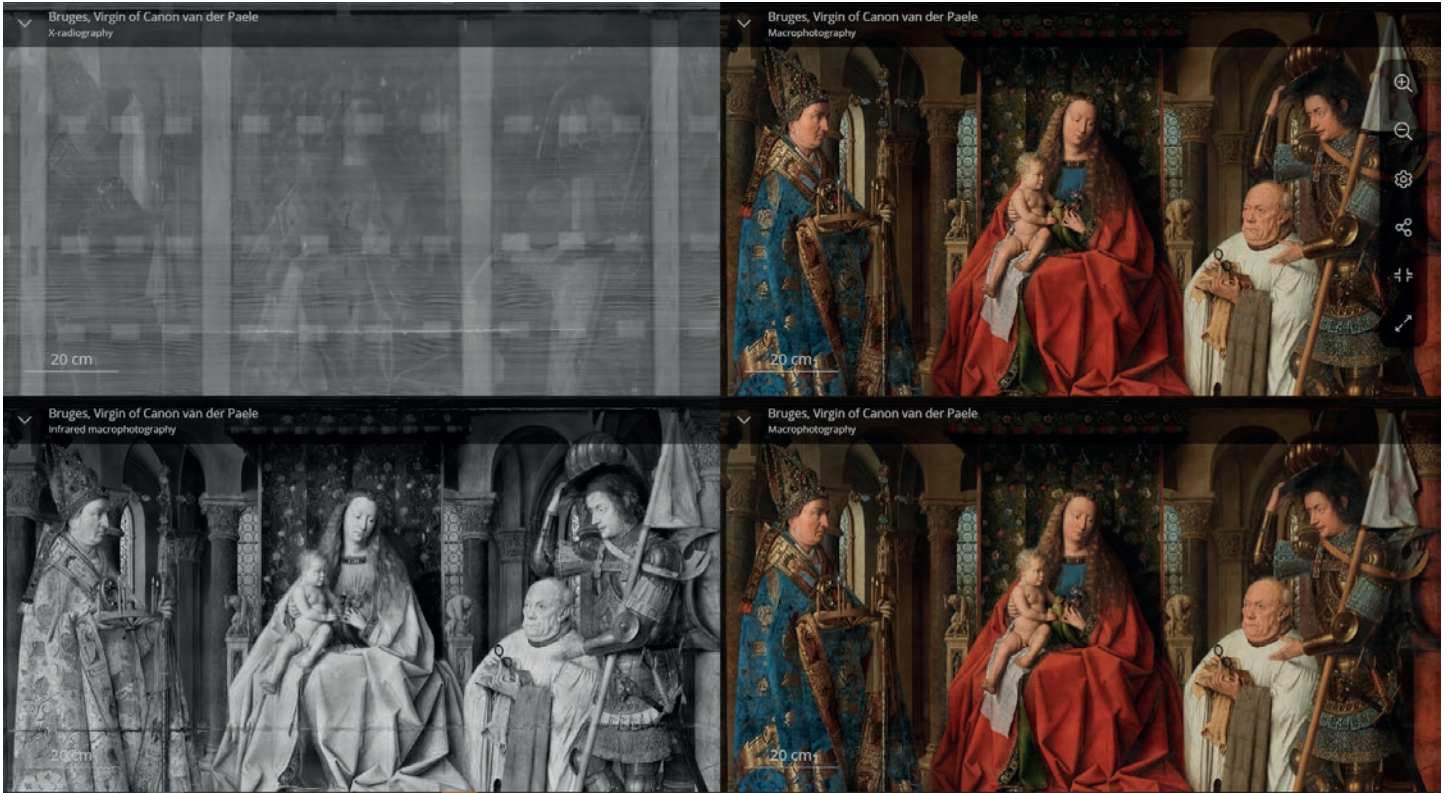 Bruges, Virgin of Canon van der Paele
X-radiography
20 cm
Bruges, Virgin of Canon van der Paele
Macrophotography
20 cm
Bruges, Virgin of Canon van der Paele
Infrared macrophotography
20 cm
Bruges, Virgin of Canon van der Paele
Macrophotography
20 cm